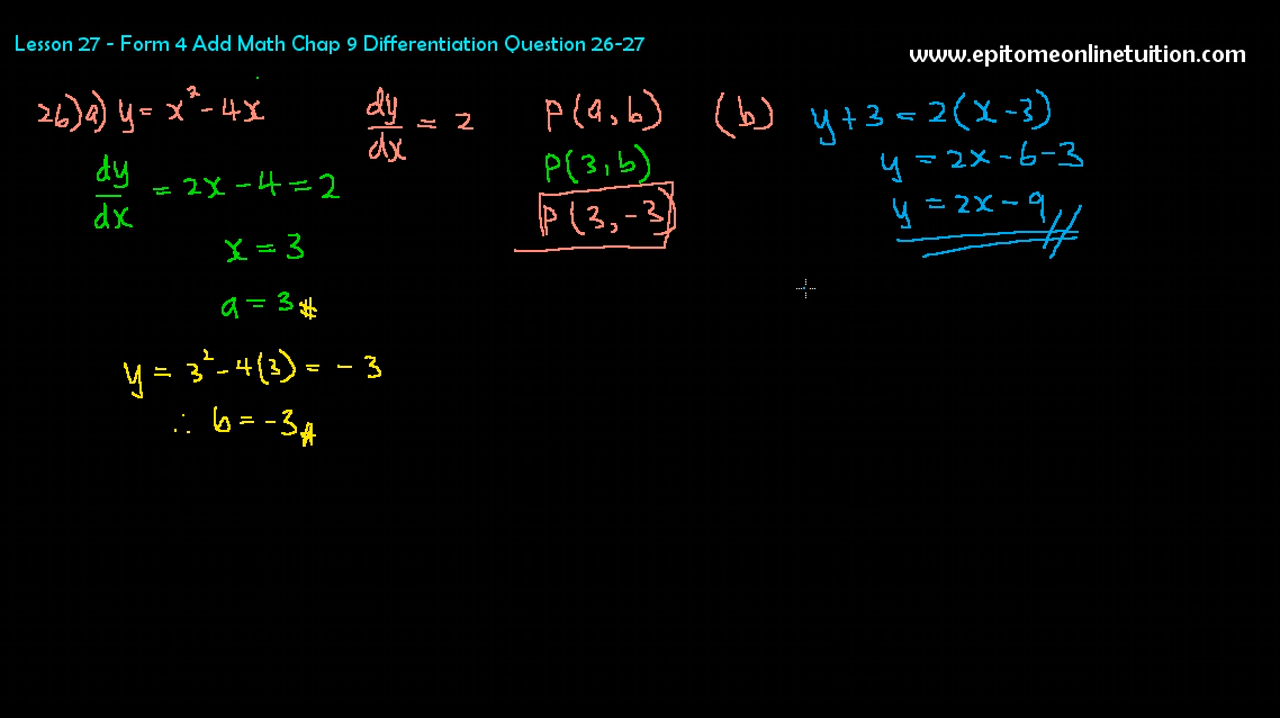 Lesson 27 - Form 4 Add Math Chap 9 Differentiation Question 26-27
www.epitomeonlinetuition.com
26) a) y = x² - 4x
dy/dx = 2x - 4 = 2
x = 3
a = 3
y = 3² - 4(3) = -3
∴ b = -3
dy/dx = 2
P(a, b)
P(3, b)
P(3, -3)
(b) y + 3 = 2(x - 3)
y = 2x - 6 - 3
y = 2x - 9